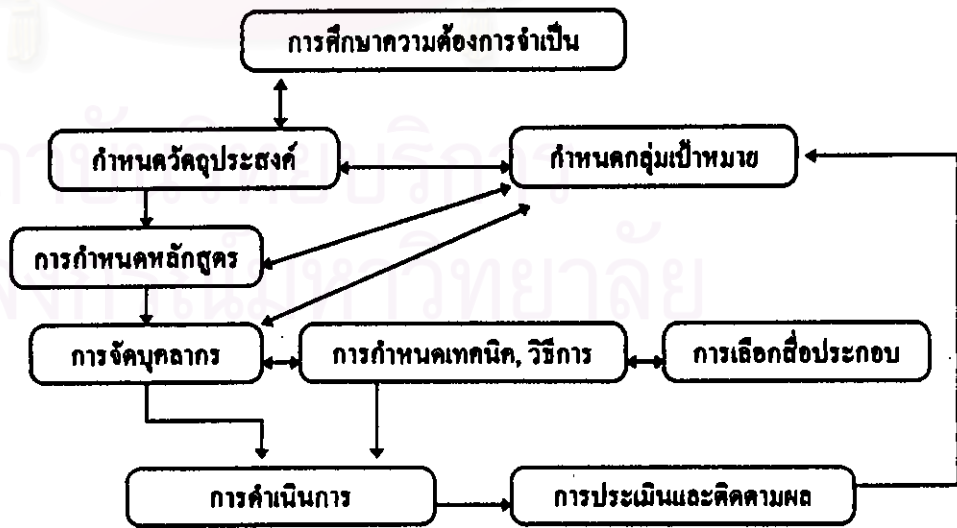 การศึกษาความต้องการจำเป็น
กำหนดวัตถุประสงค์
กำหนดกลุ่มเป้าหมาย
การกำหนดหลักสูตร
การจัดบุคลากร
การกำหนดเทคนิค, วิธีการ
การเลือกสื่อประกอบ
การดำเนินการ
การประเมินและติดตามผล